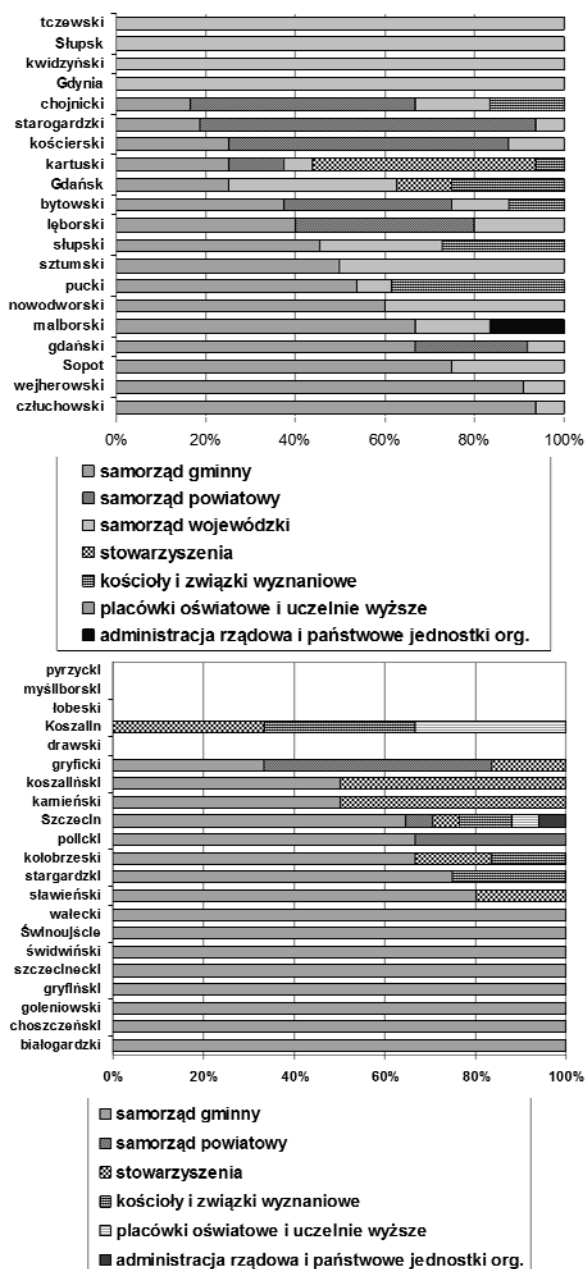 tczewski
Słupsk
kwidzyński
Gdynia
chojnicki
starogardzki
kościerski
kartuski
Gdańsk
bytowski
lęborski
słupski
sztumski
pucki
nowodworski
malborski
gdański
Sopot
wejherowski
człuchowski
0% 20% 40% 60% 80% 100%
samorząd gminny
samorząd powiatowy
samorząd wojewódzki
stowarzyszenia
kościoły i związki wyznaniowe
placówki oświatowe i uczelnie wyższe
administracja rządowa i państwowe jednostki org.
pyrzycki
myśliborski
łobeski
Koszalin
drawski
gryficki
koszaliński
kamieński
Szczecin
policki
kołobrzeski
stargardzki
sławieński
wałecki
Świnoujście
świdwiński
szczecinecki
gryfiński
goleniowski
choszczeński
białogardzki
0% 20% 40% 60% 80% 100%
samorząd gminny
samorząd powiatowy
stowarzyszenia
kościoły i związki wyznaniowe
placówki oświatowe i uczelnie wyższe
administracja rządowa i państwowe jednostki org.